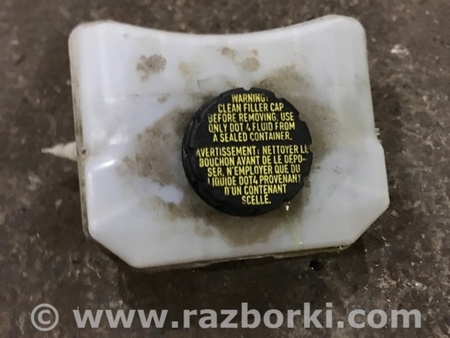 WARNING:
CLEAN FILLER CAP
BEFORE REMOVING, USE
ONLY DOT 4 FLUID FROM
A SEALED CONTAINER.
AVERTISSEMENT: NETTOYER LE
BOUCHON AVANT DE LE DEPO-
SER. N'EMPLOYER QUE DU
LIQUIDE DOT4 PROVENANT
D'UN CONTENANT
SCELLE.
© www.razborki.com